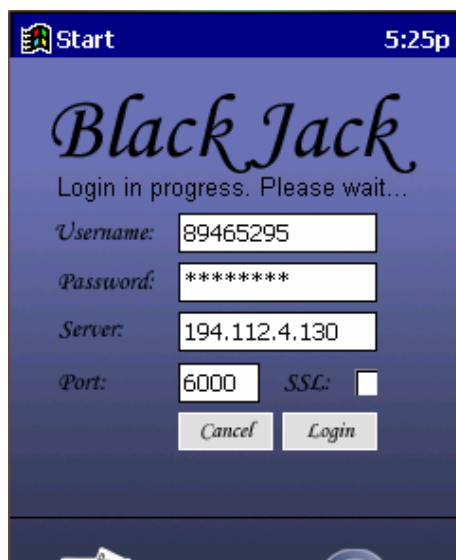 Start 5:25p
Black Jack
Login in progress. Please wait...
Username: 89465295
Password: ********
Server: 194.112.4.130
Port: 6000 SSL:
Cancel Login